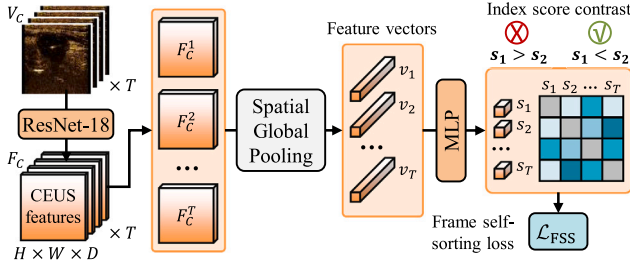 V_C
× T
ResNet-18
F_C
CEUS
features
× T
H × W × D
F_C^1
F_C^2
...
F_C^T
Spatial
Global
Pooling
Feature vectors
v_1
v_2
...
v_T
MLP
Index score contrast
s_1 > s_2
s_1 < s_2
s_1 s_2 ... s_T
s_1
s_2
...
s_T
Frame self-
sorting loss
ℒ_FSS